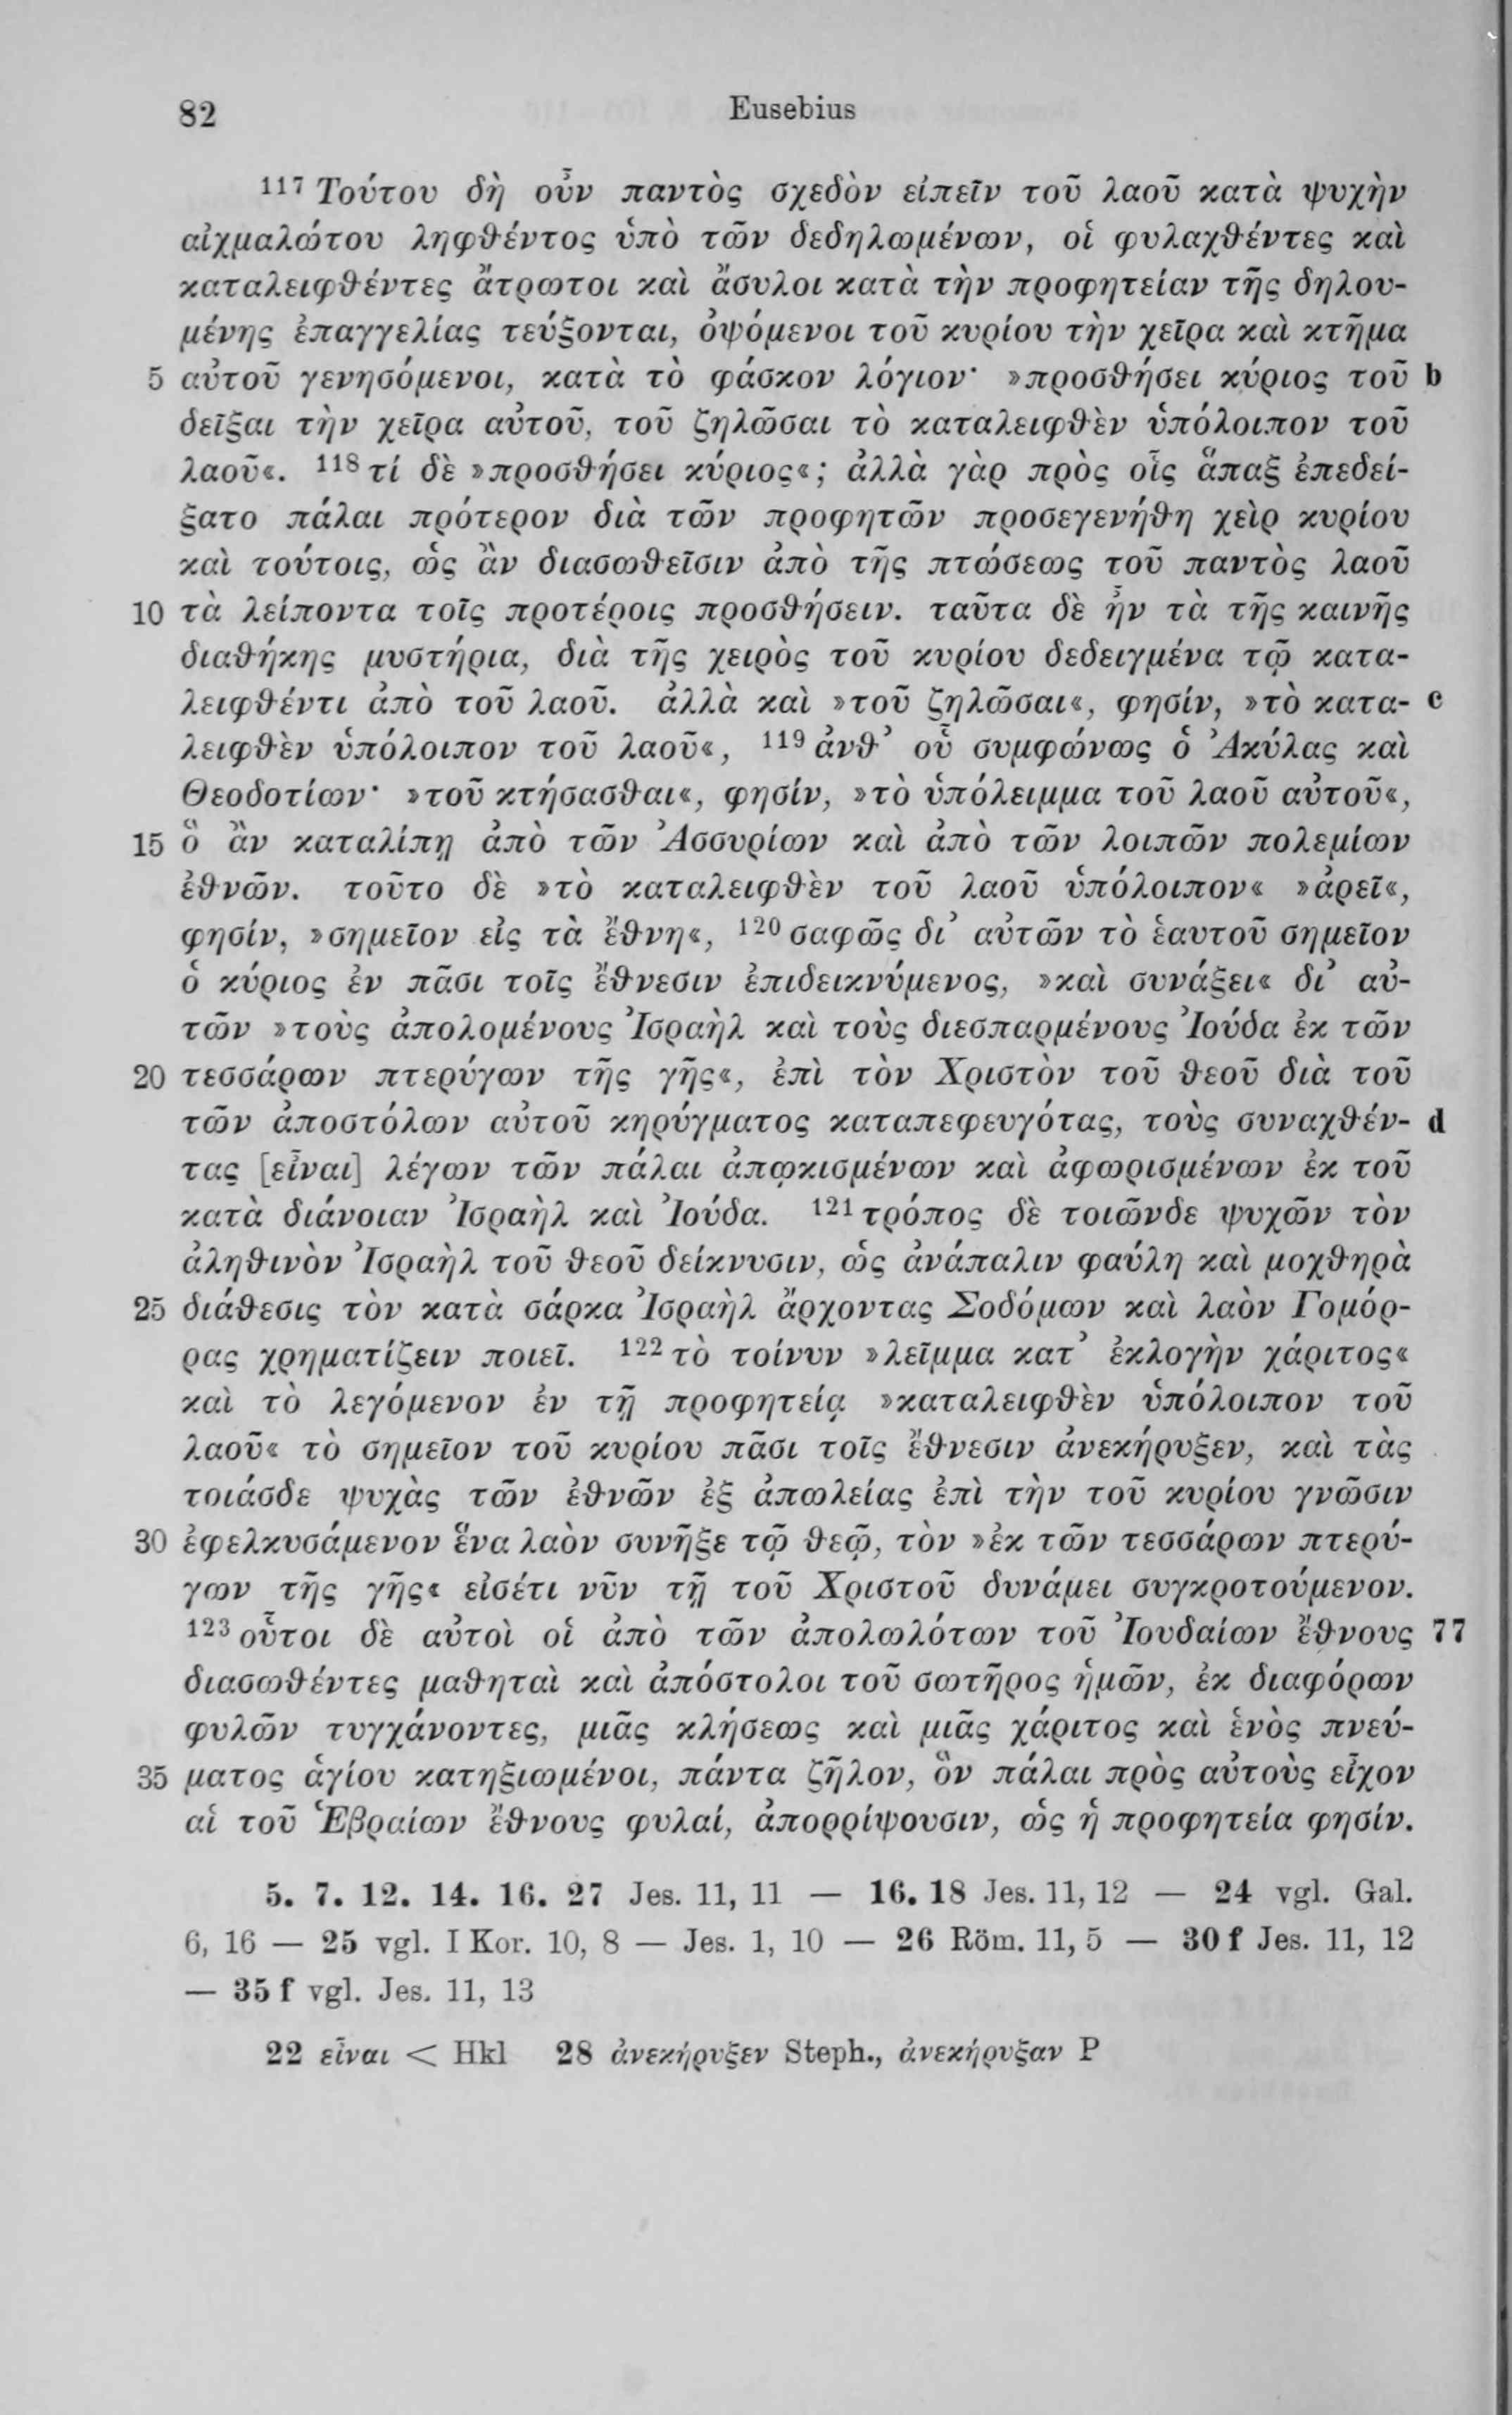 82 Eusebius
¹¹⁷ Τούτου δὴ οὖν παντὸς σχεδὸν εἰπεῖν τοῦ λαοῦ κατὰ ψυχὴν
αἰχμαλώτου ληφθέντος ὑπὸ τῶν δεδηλωμένων, οἱ φυλαχθέντες καὶ
καταλειφθέντες ἄτρωτοι καὶ ἄσυλοι κατὰ τὴν προφητείαν τῆς δηλου-
μένης ἐπαγγελίας τεύξονται, ὀψόμενοι τοῦ κυρίου τὴν χεῖρα καὶ κτῆμα
5 αὐτοῦ γενησόμενοι, κατὰ τὸ φάσκον λόγιον· »προσθήσει κύριος τοῦ b
δεῖξαι τὴν χεῖρα αὐτοῦ, τοῦ ζηλῶσαι τὸ καταλειφθὲν ὑπόλοιπον τοῦ
λαοῦ«. ¹¹⁸ τί δὲ »προσθήσει κύριος«; ἀλλὰ γὰρ πρὸς οἷς ἅπαξ ἐπεδεί-
ξατο πάλαι πρότερον διὰ τῶν προφητῶν προσεγενήθη χεὶρ κυρίου
καὶ τούτοις, ὡς ἂν διασωθεῖσιν ἀπὸ τῆς πτώσεως τοῦ παντὸς λαοῦ
10 τὰ λείποντα τοῖς προτέροις προσθήσειν. ταῦτα δὲ ἦν τὰ τῆς καινῆς
διαθήκης μυστήρια, διὰ τῆς χειρὸς τοῦ κυρίου δεδειγμένα τῷ κατα-
λειφθέντι ἀπὸ τοῦ λαοῦ. ἀλλὰ καὶ »τοῦ ζηλῶσαι«, φησίν, »τὸ κατα- c
λειφθὲν ὑπόλοιπον τοῦ λαοῦ«, ¹¹⁹ ἀνθ’ οὗ συμφώνως ὁ Ἀκύλας καὶ
Θεοδοτίων· »τοῦ κτήσασθαι«, φησίν, »τὸ ὑπόλειμμα τοῦ λαοῦ αὐτοῦ«,
15 ὃ ἂν καταλίπῃ ἀπὸ τῶν Ἀσσυρίων καὶ ἀπὸ τῶν λοιπῶν πολεμίων
ἐθνῶν. τοῦτο δὲ »τὸ καταλειφθὲν τοῦ λαοῦ ὑπόλοιπον« »ἀρεῖ«,
φησίν, »σημεῖον εἰς τὰ ἔθνη«, ¹²⁰ σαφῶς δι’ αὐτῶν τὸ ἑαυτοῦ σημεῖον
ὁ κύριος ἐν πᾶσι τοῖς ἔθνεσιν ἐπιδεικνύμενος, »καὶ συνάξει« δι’ αὐ-
τῶν »τοὺς ἀπολομένους Ἰσραὴλ καὶ τοὺς διεσπαρμένους Ἰούδα ἐκ τῶν
20 τεσσάρων πτερύγων τῆς γῆς«, ἐπὶ τὸν Χριστὸν τοῦ θεοῦ διὰ τοῦ
τῶν ἀποστόλων αὐτοῦ κηρύγματος καταπεφευγότας, τοὺς συναχθέν- d
τας [εἶναι] λέγων τῶν πάλαι ἀπῳκισμένων καὶ ἀφωρισμένων ἐκ τοῦ
κατὰ διάνοιαν Ἰσραὴλ καὶ Ἰούδα. ¹²¹ τρόπος δὲ τοιῶνδε ψυχῶν τὸν
ἀληθινὸν Ἰσραὴλ τοῦ θεοῦ δείκνυσιν, ὡς ἀνάπαλιν φαύλη καὶ μοχθηρὰ
25 διάθεσις τὸν κατὰ σάρκα Ἰσραὴλ ἄρχοντας Σοδόμων καὶ λαὸν Γομόρ-
ρας χρηματίζειν ποιεῖ. ¹²² τὸ τοίνυν »λεῖμμα κατ’ ἐκλογὴν χάριτος«
καὶ τὸ λεγόμενον ἐν τῇ προφητείᾳ »καταλειφθὲν ὑπόλοιπον τοῦ
λαοῦ« τὸ σημεῖον τοῦ κυρίου πᾶσι τοῖς ἔθνεσιν ἀνεκήρυξεν, καὶ τὰς
τοιάσδε ψυχὰς τῶν ἐθνῶν ἐξ ἀπωλείας ἐπὶ τὴν τοῦ κυρίου γνῶσιν
30 ἐφελκυσάμενον ἕνα λαὸν συνῆξε τῷ θεῷ, τὸν »ἐκ τῶν τεσσάρων πτερύ-
γων τῆς γῆς« εἰσέτι νῦν τῇ τοῦ Χριστοῦ δυνάμει συγκροτούμενον.
¹²³ οὗτοι δὲ αὐτοὶ οἱ ἀπὸ τῶν ἀπολωλότων τοῦ Ἰουδαίων ἔθνους 77
διασωθέντες μαθηταὶ καὶ ἀπόστολοι τοῦ σωτῆρος ἡμῶν, ἐκ διαφόρων
φυλῶν τυγχάνοντες, μιᾶς κλήσεως καὶ μιᾶς χάριτος καὶ ἑνὸς πνεύ-
35 ματος ἁγίου κατηξιωμένοι, πάντα ζῆλον, ὃν πάλαι πρὸς αὐτοὺς εἶχον
αἱ τοῦ Ἑβραίων ἔθνους φυλαί, ἀπορρίψουσιν, ὡς ἡ προφητεία φησίν.
5. 7. 12. 14. 16. 27 Jes. 11, 11 — 16. 18 Jes. 11, 12 — 24 vgl. Gal.
6, 16 — 25 vgl. I Kor. 10, 8 — Jes. 1, 10 — 26 Röm. 11, 5 — 30 f Jes. 11, 12
— 35 f vgl. Jes. 11, 13
22 εἶναι < Hkl 28 ἀνεκήρυξεν Steph., ἀνεκήρυξαν P